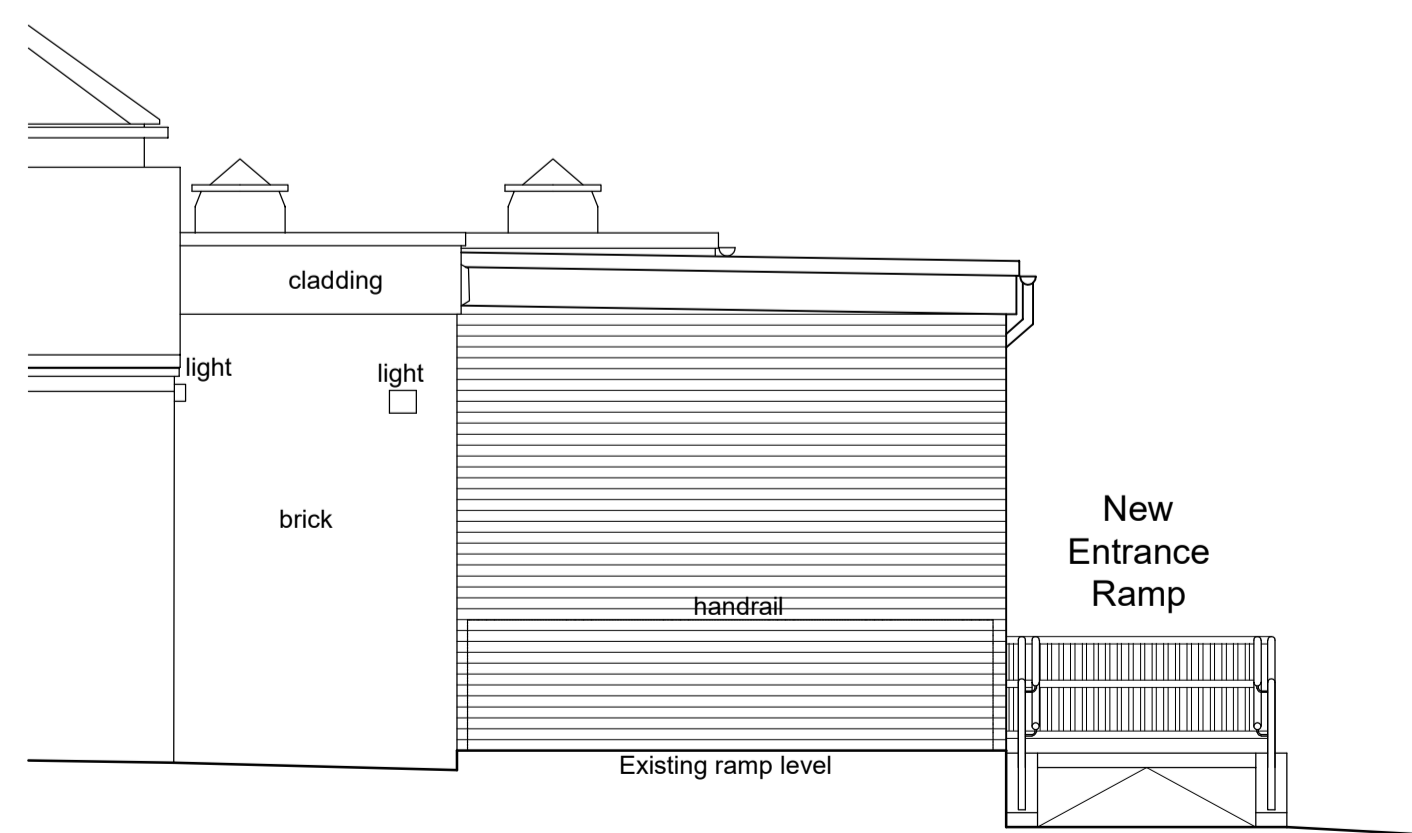 cladding
light
light
brick
New
Entrance
Ramp
handrail
Existing ramp level